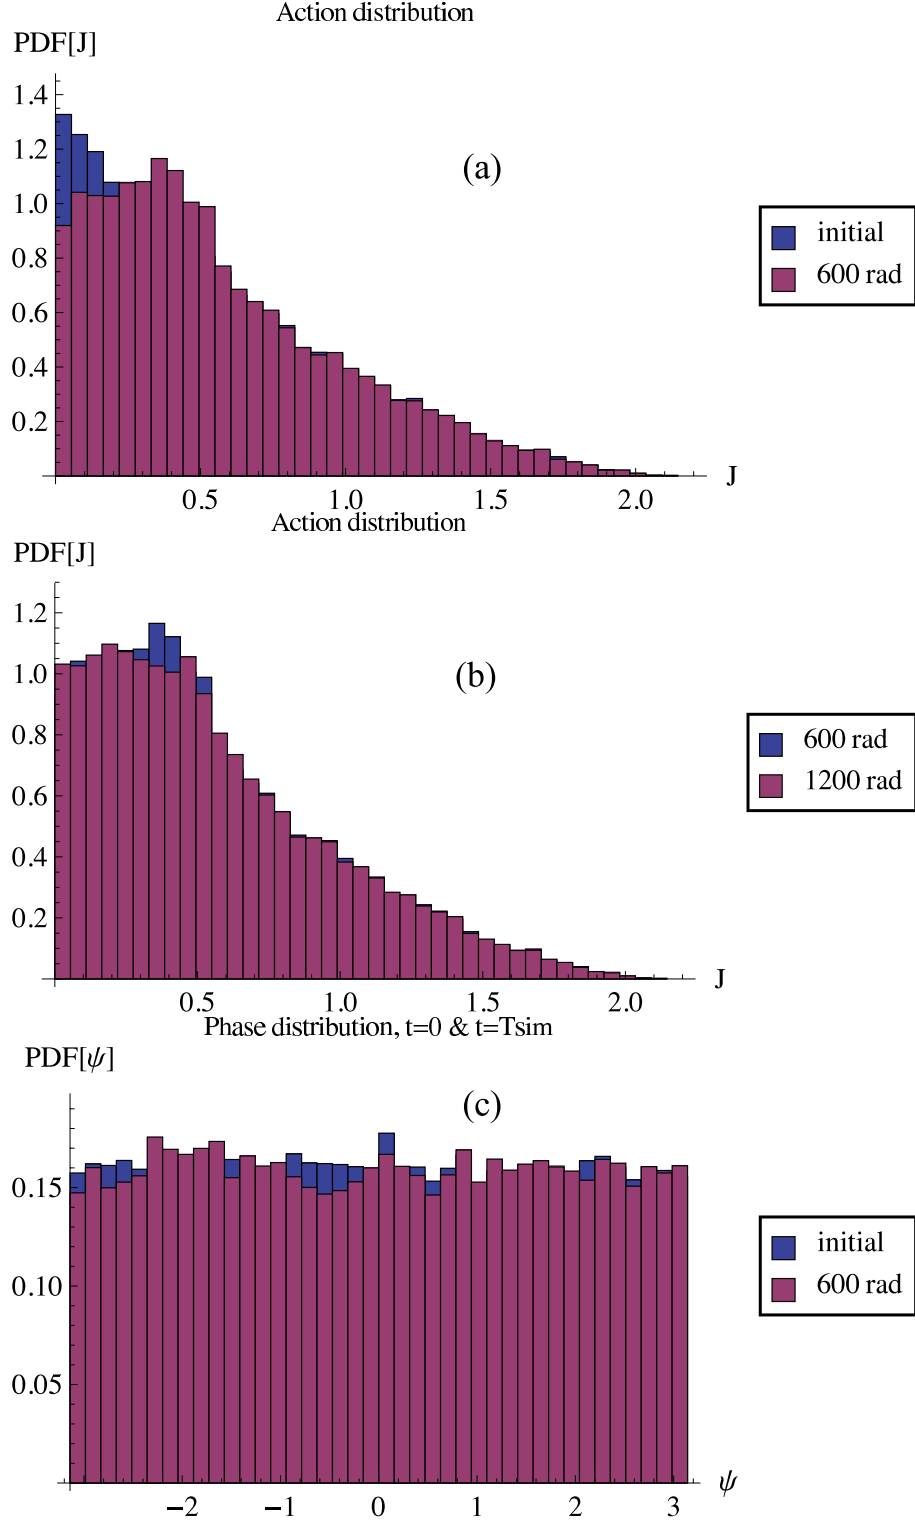 Action distribution
PDF[J]
1.4
1.2
1.0
0.8
0.6
0.4
0.2
(a)
initial
600 rad
J
0.5 1.0 1.5 2.0
Action distribution
PDF[J]
1.2
1.0
0.8
0.6
0.4
0.2
(b)
600 rad
1200 rad
J
0.5 1.0 1.5 2.0
Phase distribution, t=0 & t=Tsim
PDF[ψ]
(c)
0.15
0.10
0.05
initial
600 rad
ψ
−2 −1 0 1 2 3